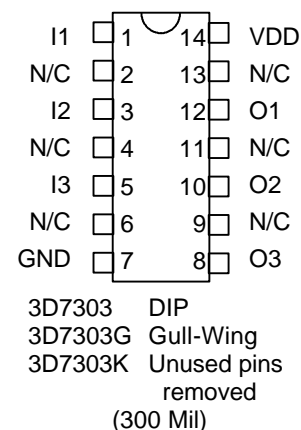 I1 1 14 VDD
N/C 2 13 N/C
I2 3 12 O1
N/C 4 11 N/C
I3 5 10 O2
N/C 6 9 N/C
GND 7 8 O3
3D7303 DIP
3D7303G Gull-Wing
3D7303K Unused pins
removed
(300 Mil)